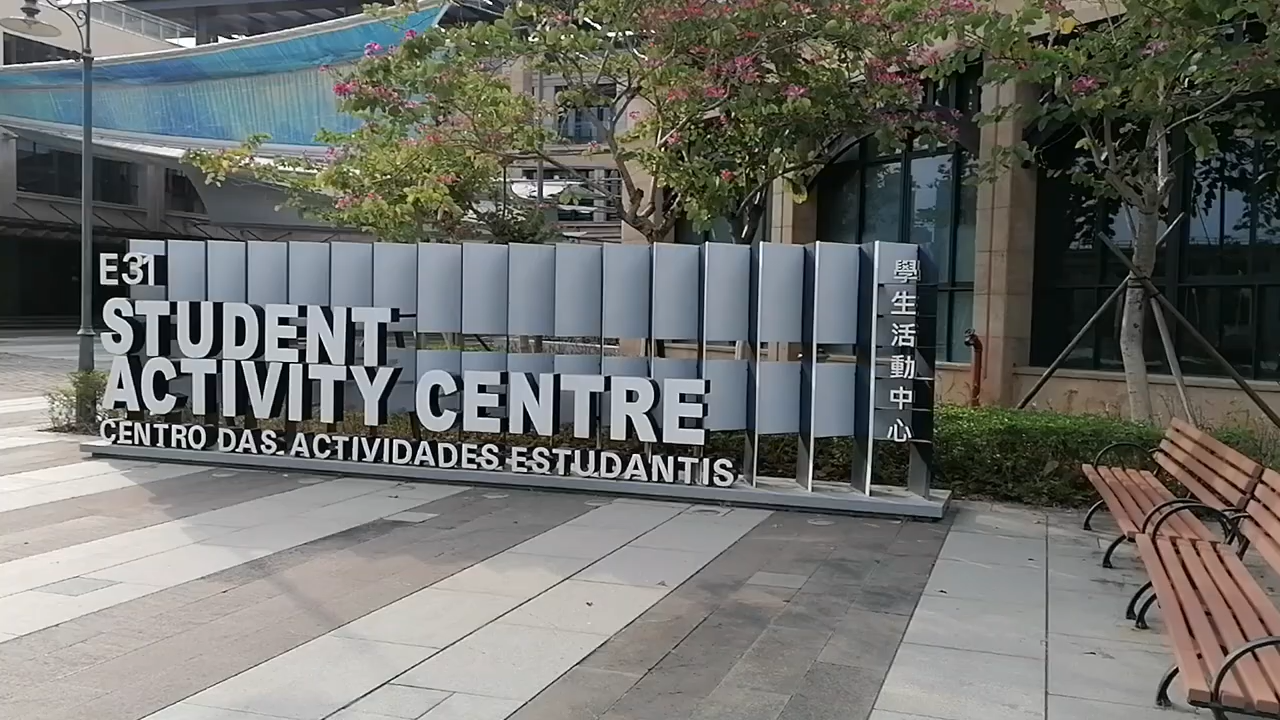 E31
STUDENT
ACTIVITY CENTRE
CENTRO DAS ACTIVIDADES ESTUDANTIS
學生活動中心